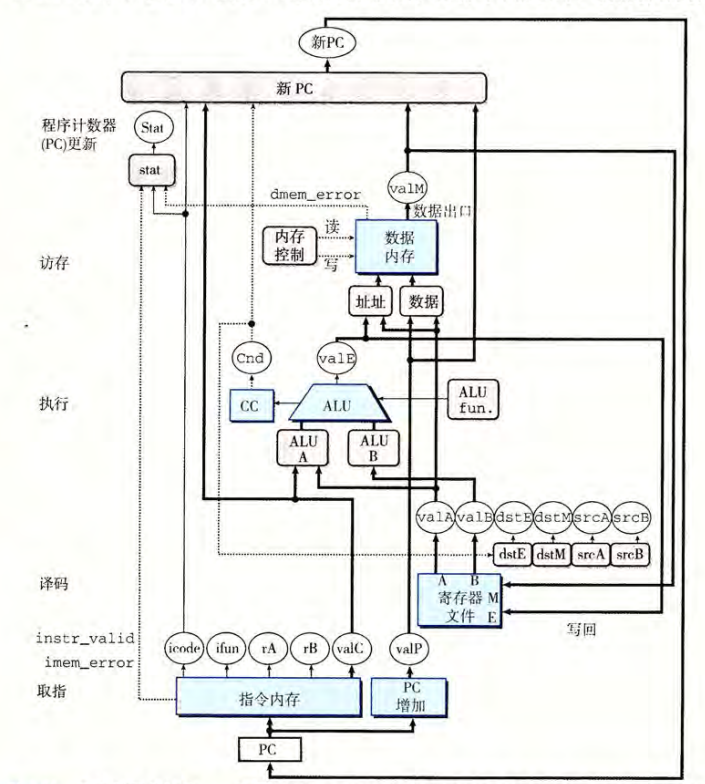 新PC
新 PC
程序计数器
(PC)更新
Stat
stat
dmem_error
valM
数据出口
读
内存
控制
写
数据
内存
访存
址址
数据
Cnd
valE
执行
CC
ALU
ALU
fun.
ALU
A
ALU
B
valA
valB
dstE
dstM
srcA
srcB
dstE
dstM
srcA
srcB
译码
A
B
寄存器
文件
M
E
写回
instr_valid
imem_error
icode
ifun
rA
rB
valC
valP
取指
指令内存
PC
增加
PC